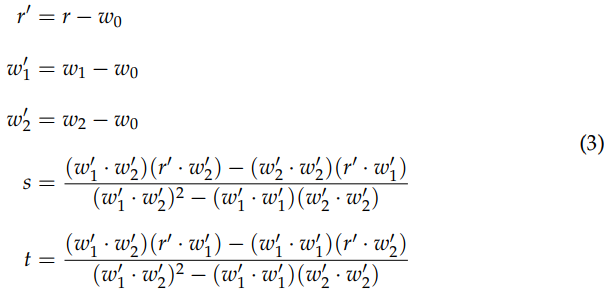 r′ = r − w₀
w′₁ = w₁ − w₀
w′₂ = w₂ − w₀
s = (w′₁ · w′₂)(r′ · w′₂) − (w′₂ · w′₂)(r′ · w′₁) / (w′₁ · w′₂)² − (w′₁ · w′₁)(w′₂ · w′₂)
t = (w′₁ · w′₂)(r′ · w′₁) − (w′₁ · w′₁)(r′ · w′₂) / (w′₁ · w′₂)² − (w′₁ · w′₁)(w′₂ · w′₂)
(3)